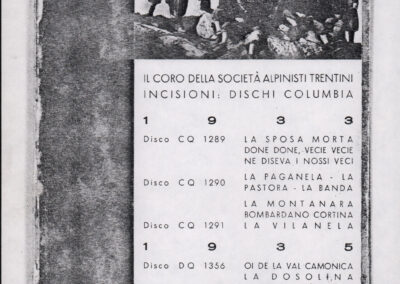 IL CORO DELLA SOCIETÀ ALPINISTI TRENTINI
INCISIONI: DISCHI COLUMBIA
1 9 3 3
Disco CQ 1289 LA SPOSA MORTA
DONE DONE, VECIE VECIE
NE DISEVA I NOSSI VECI
Disco CQ 1290 LA PAGANELA - LA
PASTORA - LA BANDA
LA MONTANARA
BOMBARDANO CORTINA
Disco CQ 1291 LA VILANELA
1 9 3 5
Disco DQ 1356 OI DE LA VAL CAMONICA
LA DOSOLINA